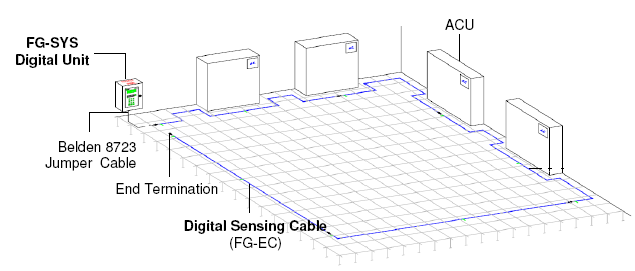 FG-SYS
Digital Unit
ACU
Belden 8723
Jumper Cable
End Termination
Digital Sensing Cable
(FG-EC)